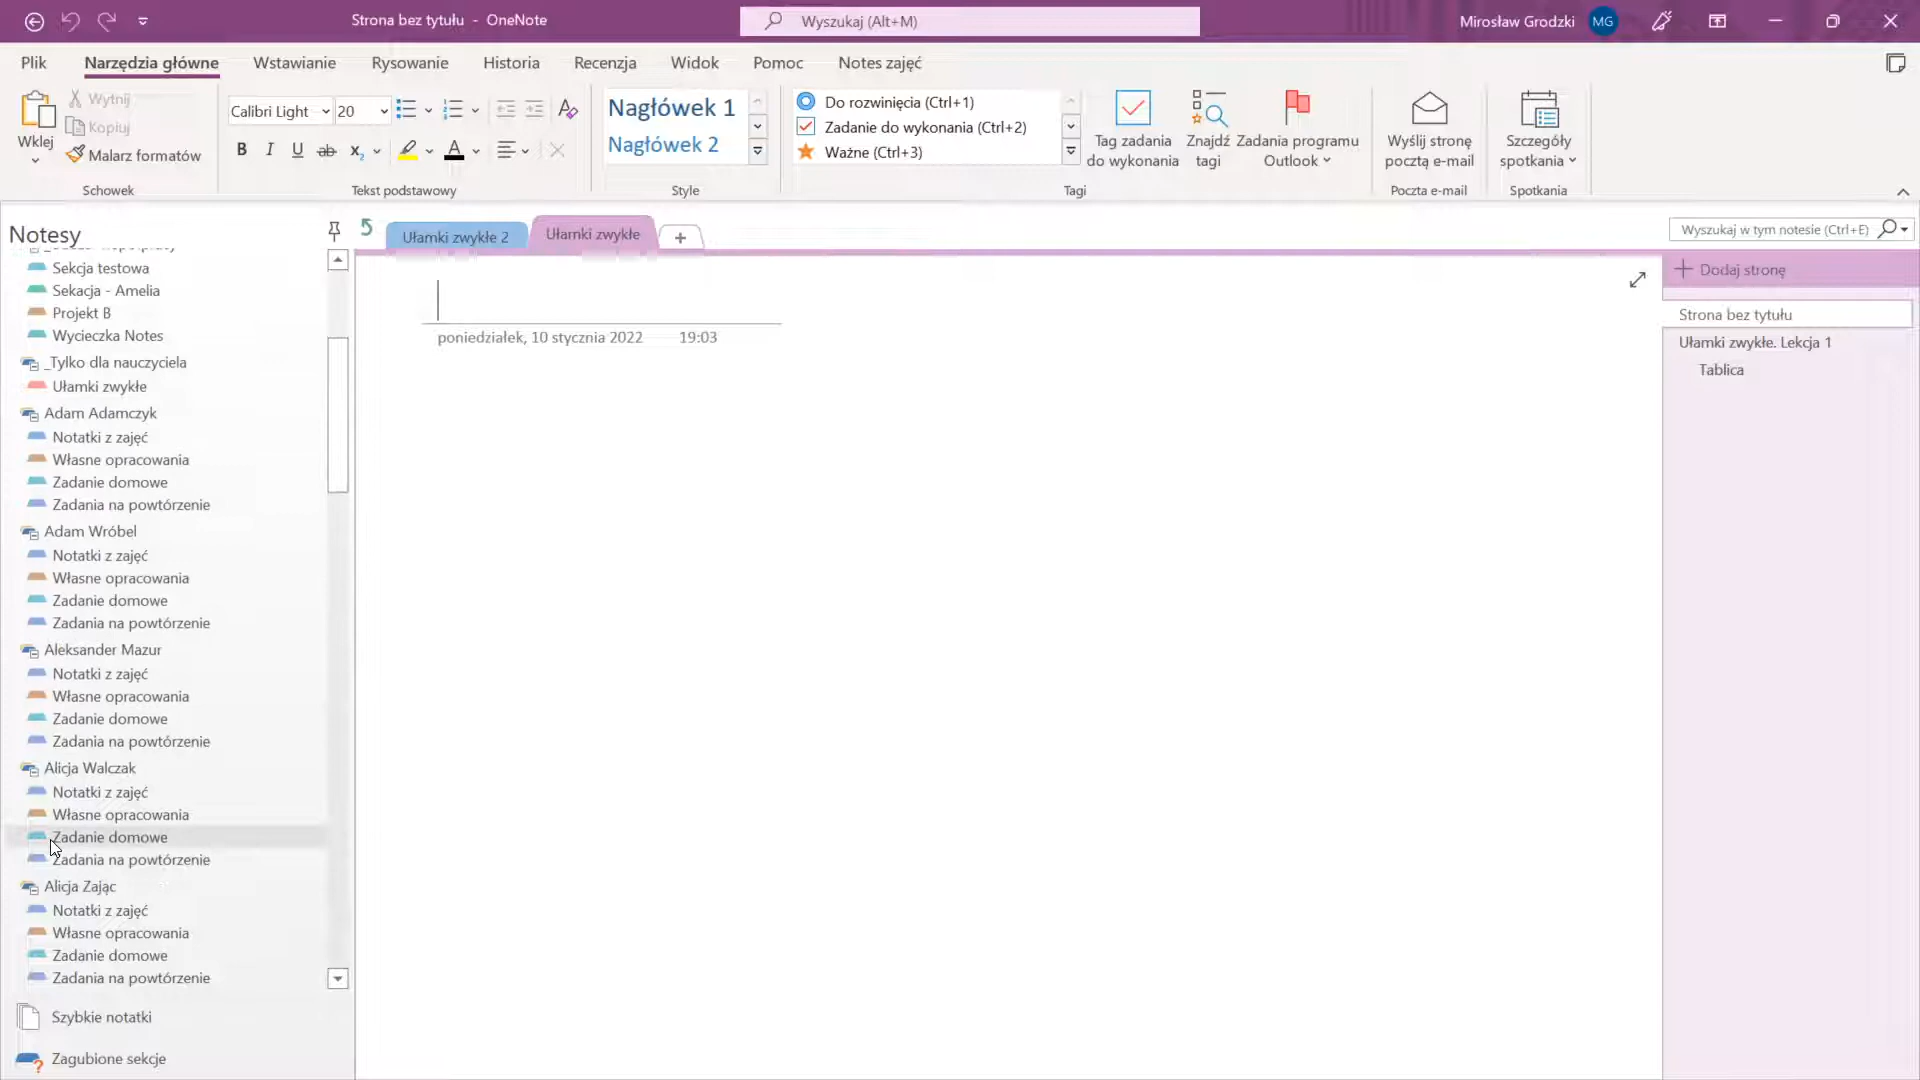 Strona bez tytułu - OneNote
Wyszukaj (Alt+M)
Mirosław Grodzki MG
Plik Narzędzia główne Wstawianie Rysowanie Historia Recenzja Widok Pomoc Notes zajęć
Wklej
Wytnij
Kopiuj
Malarz formatów
Schowek
Calibri Light 20
Tekst podstawowy
Nagłówek 1
Nagłówek 2
Style
Do rozwinięcia (Ctrl+1)
Zadanie do wykonania (Ctrl+2)
Ważne (Ctrl+3)
Tag zadania
do wykonania
Znajdź
tagi
Zadania programu
Outlook
Tagi
Wyślij stronę
pocztą e-mail
Poczta e-mail
Szczegóły
spotkania
Spotkania
Notesy
Sekcja testowa
Sekacja - Amelia
Projekt B
Wycieczka Notes
_Tylko dla nauczyciela
Ułamki zwykłe
Adam Adamczyk
Notatki z zajęć
Własne opracowania
Zadanie domowe
Zadania na powtórzenie
Adam Wróbel
Notatki z zajęć
Własne opracowania
Zadanie domowe
Zadania na powtórzenie
Aleksander Mazur
Notatki z zajęć
Własne opracowania
Zadanie domowe
Zadania na powtórzenie
Alicja Walczak
Notatki z zajęć
Własne opracowania
Zadanie domowe
Zadania na powtórzenie
Alicja Zając
Notatki z zajęć
Własne opracowania
Zadanie domowe
Zadania na powtórzenie
Szybkie notatki
Zagubione sekcje
Ułamki zwykłe 2
Ułamki zwykłe
poniedziałek, 10 stycznia 2022 19:03
Wyszukaj w tym notesie (Ctrl+E)
Dodaj stronę
Strona bez tytułu
Ułamki zwykłe. Lekcja 1
Tablica